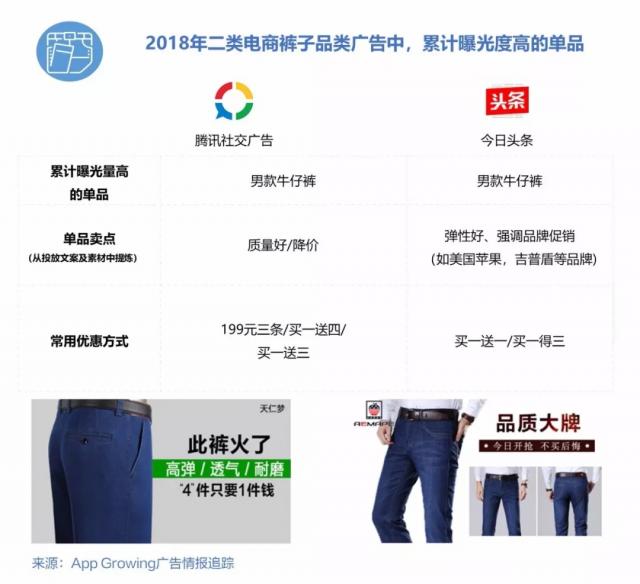 2018年二类电商裤子品类广告中，累计曝光度高的单品
头条
腾讯社交广告
今日头条
累计曝光量高
的单品
男款牛仔裤
男款牛仔裤
单品卖点
(从投放文案及素材中提炼)
质量好/降价
弹性好、强调品牌促销
（如美国苹果，吉普盾等品牌）
常用优惠方式
199元三条/买一送四/
买一送三
买一送一/买一得三
天仁梦
此裤火了
高弹/透气/耐磨
"4"件只要1件钱
AEMAPE
品质大牌
今日开抢 不买后悔
来源：App Growing广告情报追踪